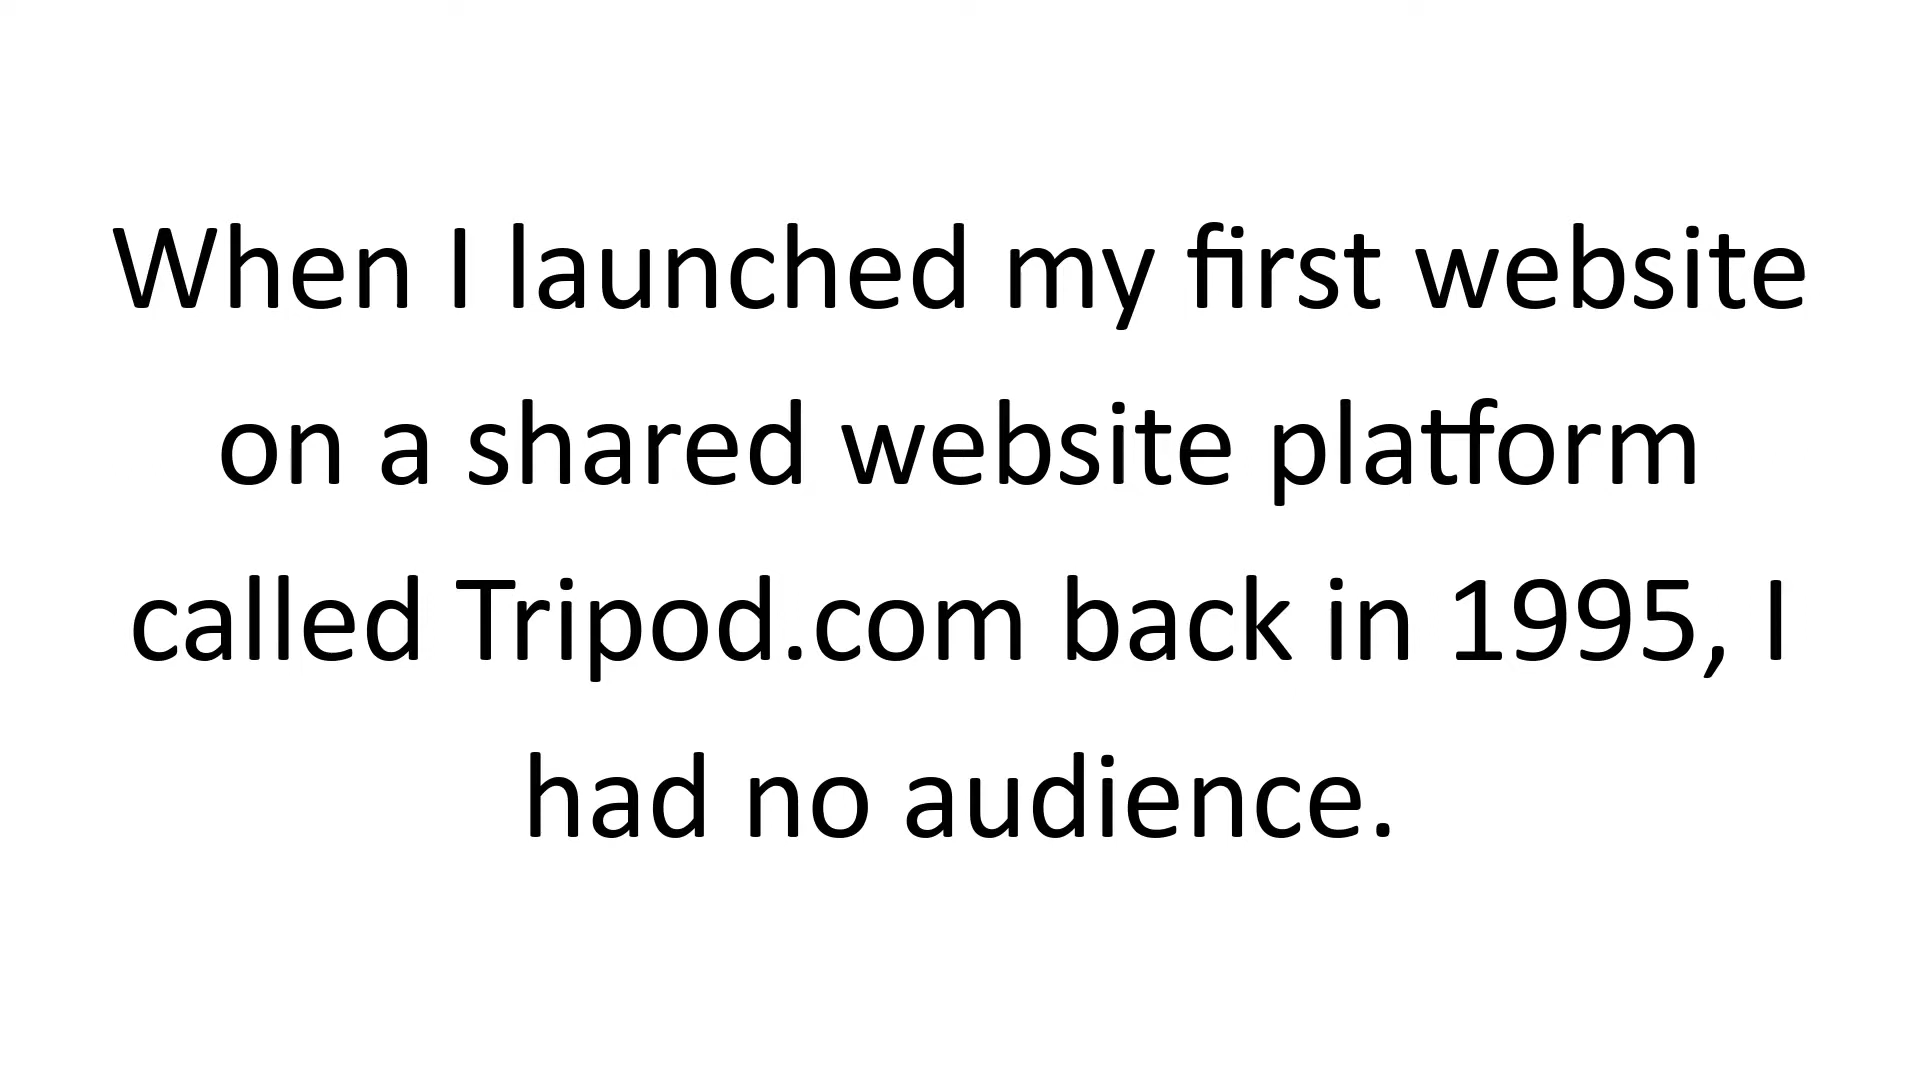 When I launched my first website
on a shared website platform
called Tripod.com back in 1995, I
had no audience.